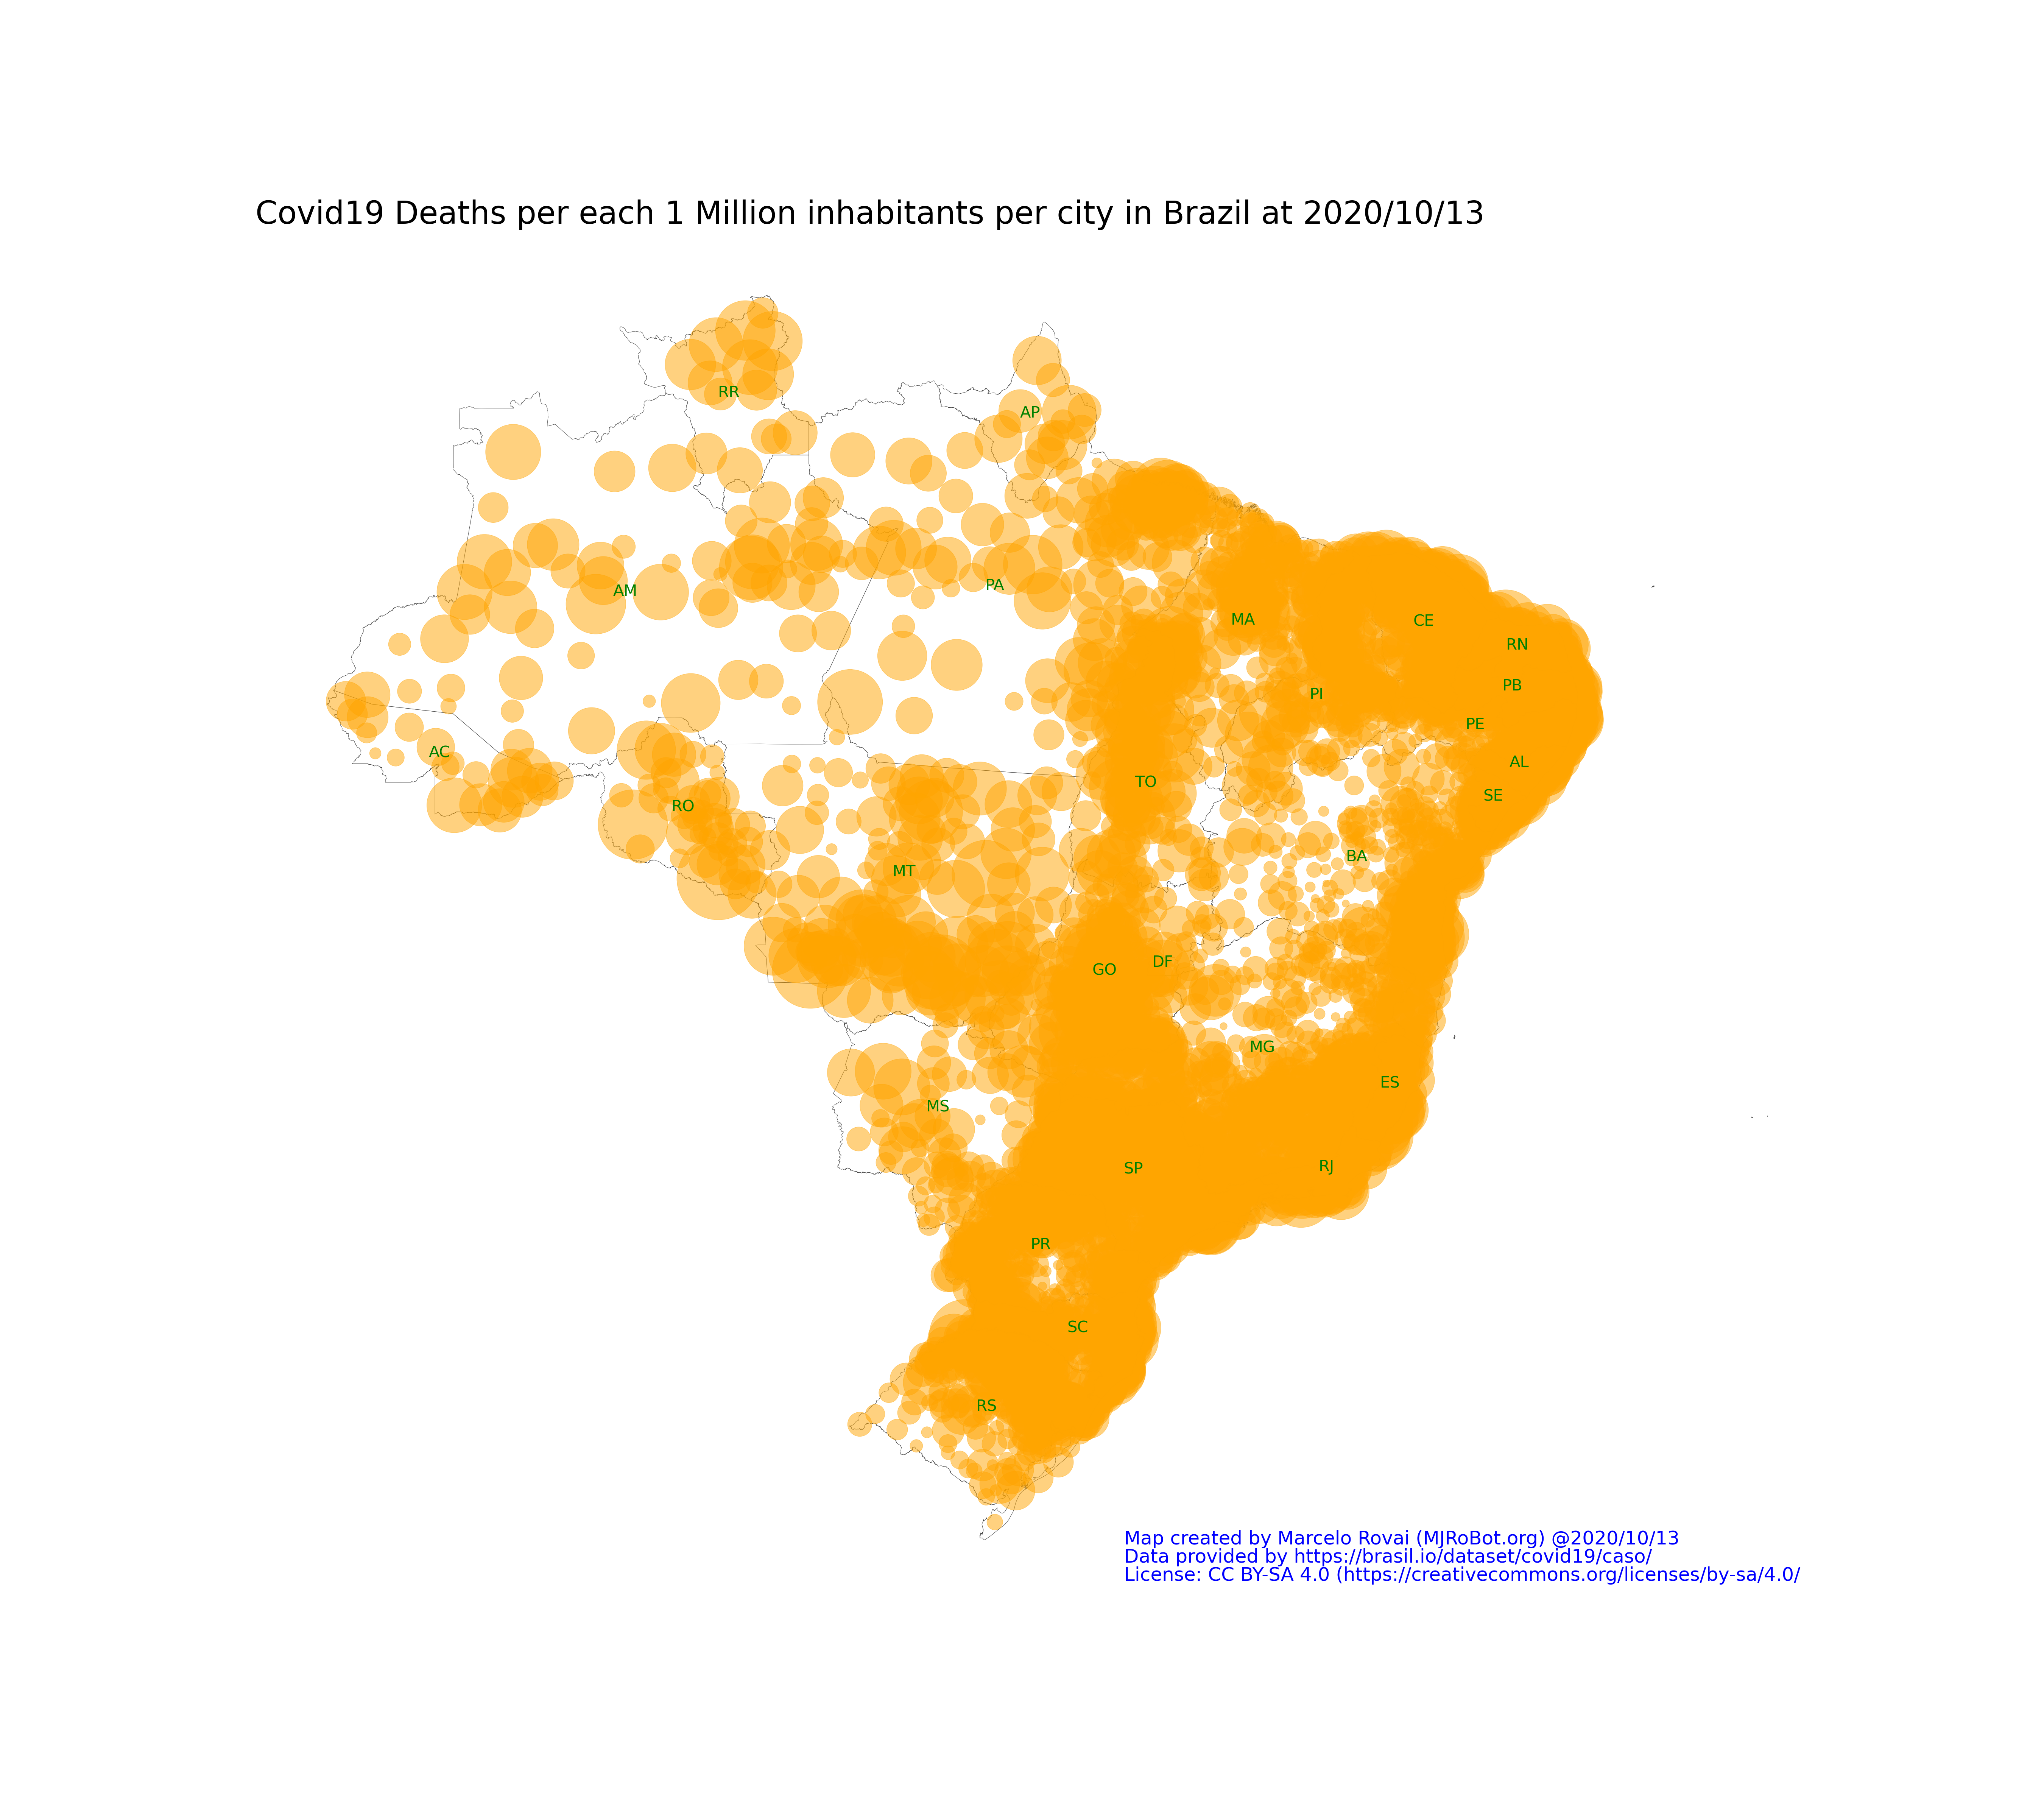 Covid19 Deaths per each 1 Million inhabitants per city in Brazil at 2020/10/13
RR
AP
AM
PA
MA
CE
RN
PB
PI
PE
AC
AL
TO
SE
RO
BA
MT
DF
GO
MG
ES
MS
RJ
SP
PR
SC
RS
Map created by Marcelo Rovai (MJRoBot.org) @2020/10/13
Data provided by https://brasil.io/dataset/covid19/caso/
License: CC BY-SA 4.0 (https://creativecommons.org/licenses/by-sa/4.0/